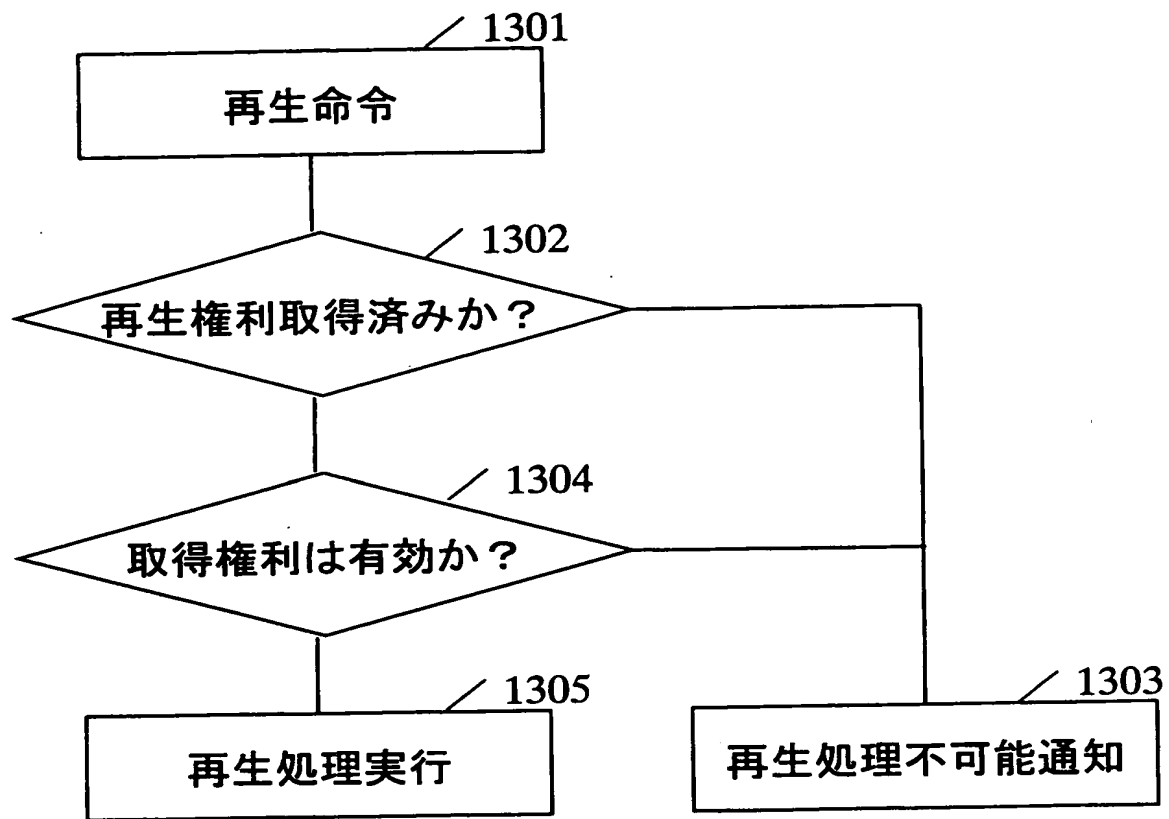 1301
再生命令
1302
再生権利取得済みか？
1304
取得権利は有効か？
1305
再生処理実行
1303
再生処理不可能通知